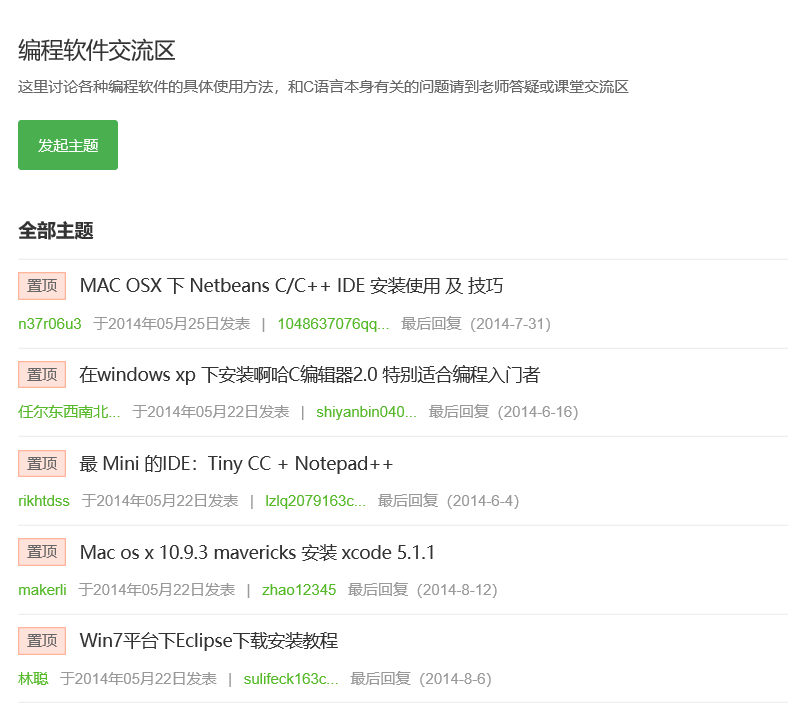 编程软件交流区
这里讨论各种编程软件的具体使用方法，和C语言本身有关的问题请到老师答疑或课堂交流区
发起主题
全部主题
置顶 MAC OSX 下 Netbeans C/C++ IDE 安装使用 及 技巧
n37r06u3 于2014年05月25日发表 | 1048637076qq... 最后回复（2014-7-31）
置顶 在windows xp 下安装啊哈C编辑器2.0 特别适合编程入门者
任尔东西南北... 于2014年05月22日发表 | shiyanbin040... 最后回复（2014-6-16）
置顶 最 Mini 的IDE：Tiny CC + Notepad++
rikhtdss 于2014年05月22日发表 | lzlq2079163c... 最后回复（2014-6-4）
置顶 Mac os x 10.9.3 mavericks 安装 xcode 5.1.1
makerli 于2014年05月22日发表 | zhao12345 最后回复（2014-8-12）
置顶 Win7平台下Eclipse下载安装教程
林聪 于2014年05月22日发表 | sulifeck163c... 最后回复（2014-8-6）